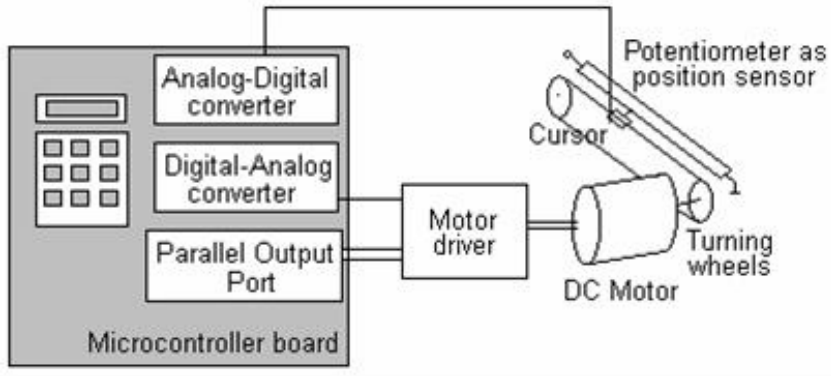 Analog-Digital
converter
Digital-Analog
converter
Parallel Output
Port
Microcontroller board
Motor
driver
Potentiometer as
position sensor
Cursor
Turning
wheels
DC Motor